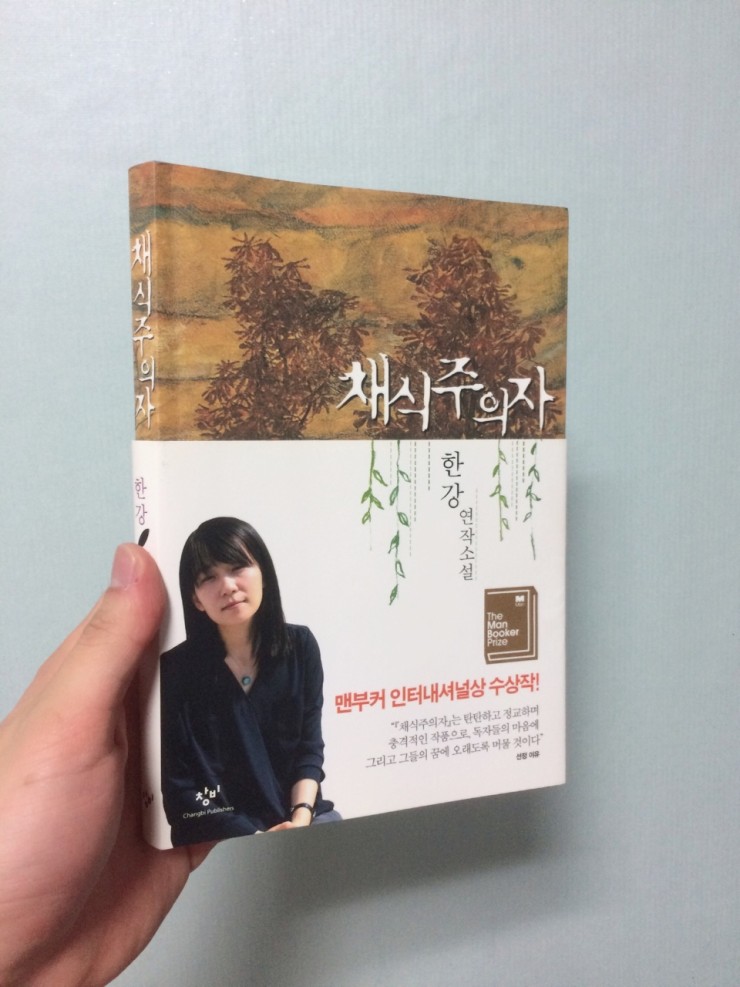 채식주의자
한강
채식주의자
한강
연작소설
The
Man
Booker
Prize
맨부커 인터내셔널상 수상작!
"『채식주의자』는 탄탄하고 정교하며
충격적인 작품으로, 독자들의 마음에
그리고 그들의 꿈에 오래도록 머물 것이다"
선정 이유
창비
Changbi Publishers